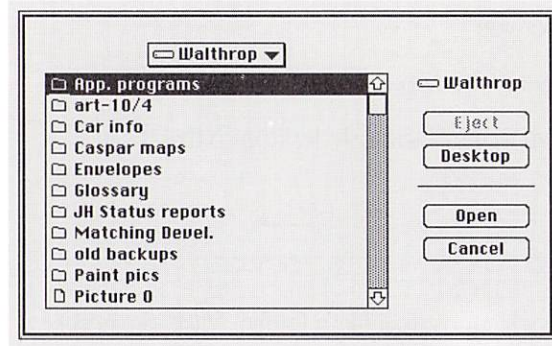 Walthrop
App. programs
art-10/4
Car info
Caspar maps
Envelopes
Glossary
JH Status reports
Matching Devel.
old backups
Paint pics
Picture 0
Walthrop
Eject
Desktop
Open
Cancel